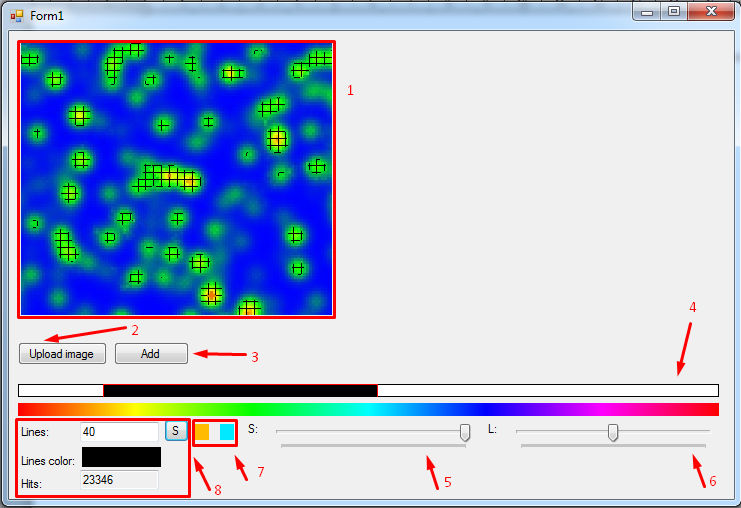 Form1
1
2
Upload image
Add
3
4
Lines: 40 S
S:
L:
Lines color:
Hits: 23346
8
7
5
6